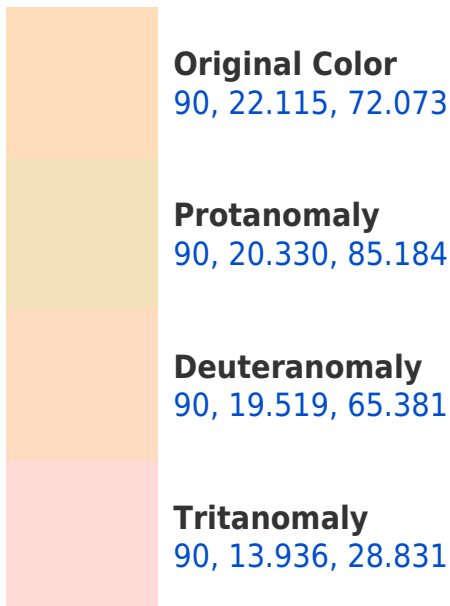 Original Color
90, 22.115, 72.073
Protanomaly
90, 20.330, 85.184
Deuteranomaly
90, 19.519, 65.381
Tritanomaly
90, 13.936, 28.831